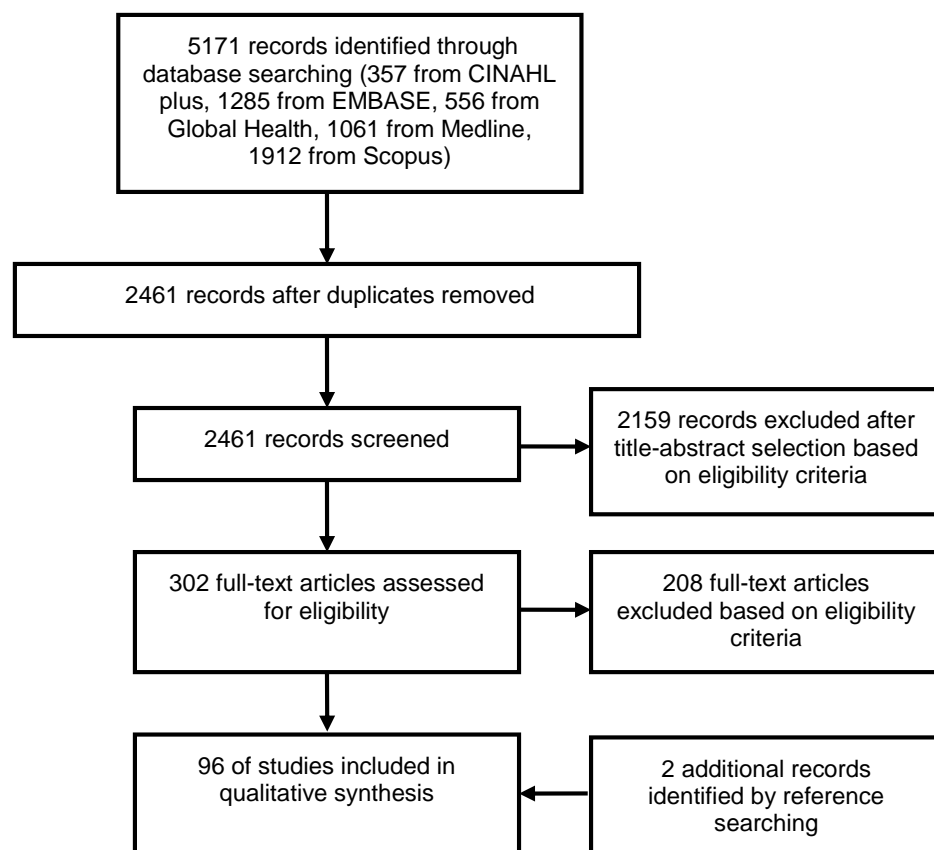 5171 records identified through
database searching (357 from CINAHL
plus, 1285 from EMBASE, 556 from
Global Health, 1061 from Medline,
1912 from Scopus)
2461 records after duplicates removed
2461 records screened
2159 records excluded after
title-abstract selection based
on eligibility criteria
302 full-text articles assessed
for eligibility
208 full-text articles
excluded based on eligibility
criteria
96 of studies included in
qualitative synthesis
2 additional records
identified by reference
searching